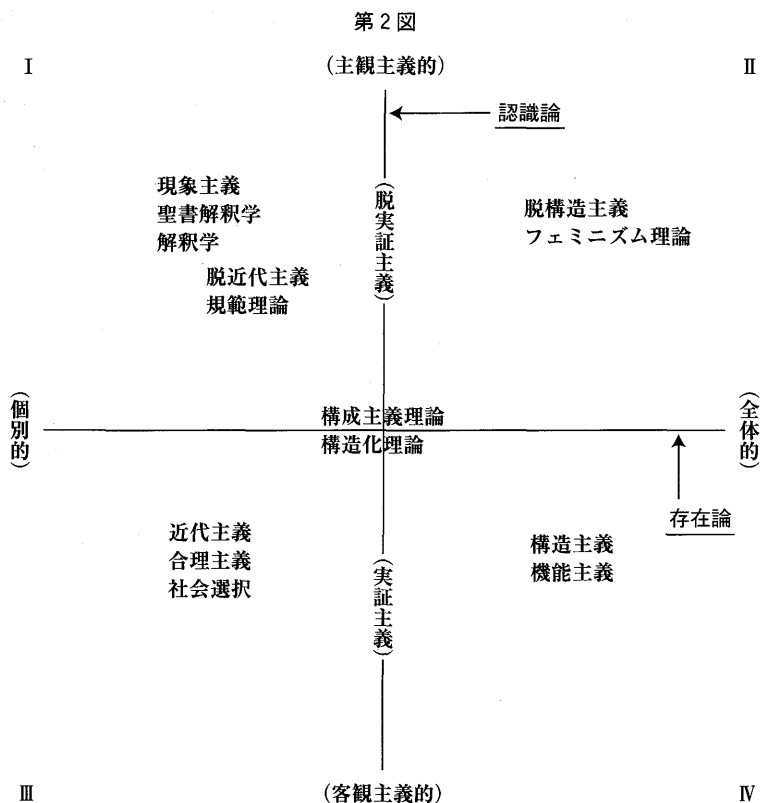 第2図
Ⅰ
(主観主義的)
Ⅱ
認識論
現象主義
聖書解釈学
解釈学
脱近代主義
規範理論
(脱実証主義)
脱構造主義
フェミニズム理論
(個別的)
構成主義理論
構造化理論
(全体的)
存在論
近代主義
合理主義
社会選択
(実証主義)
構造主義
機能主義
Ⅲ
(客観主義的)
Ⅳ